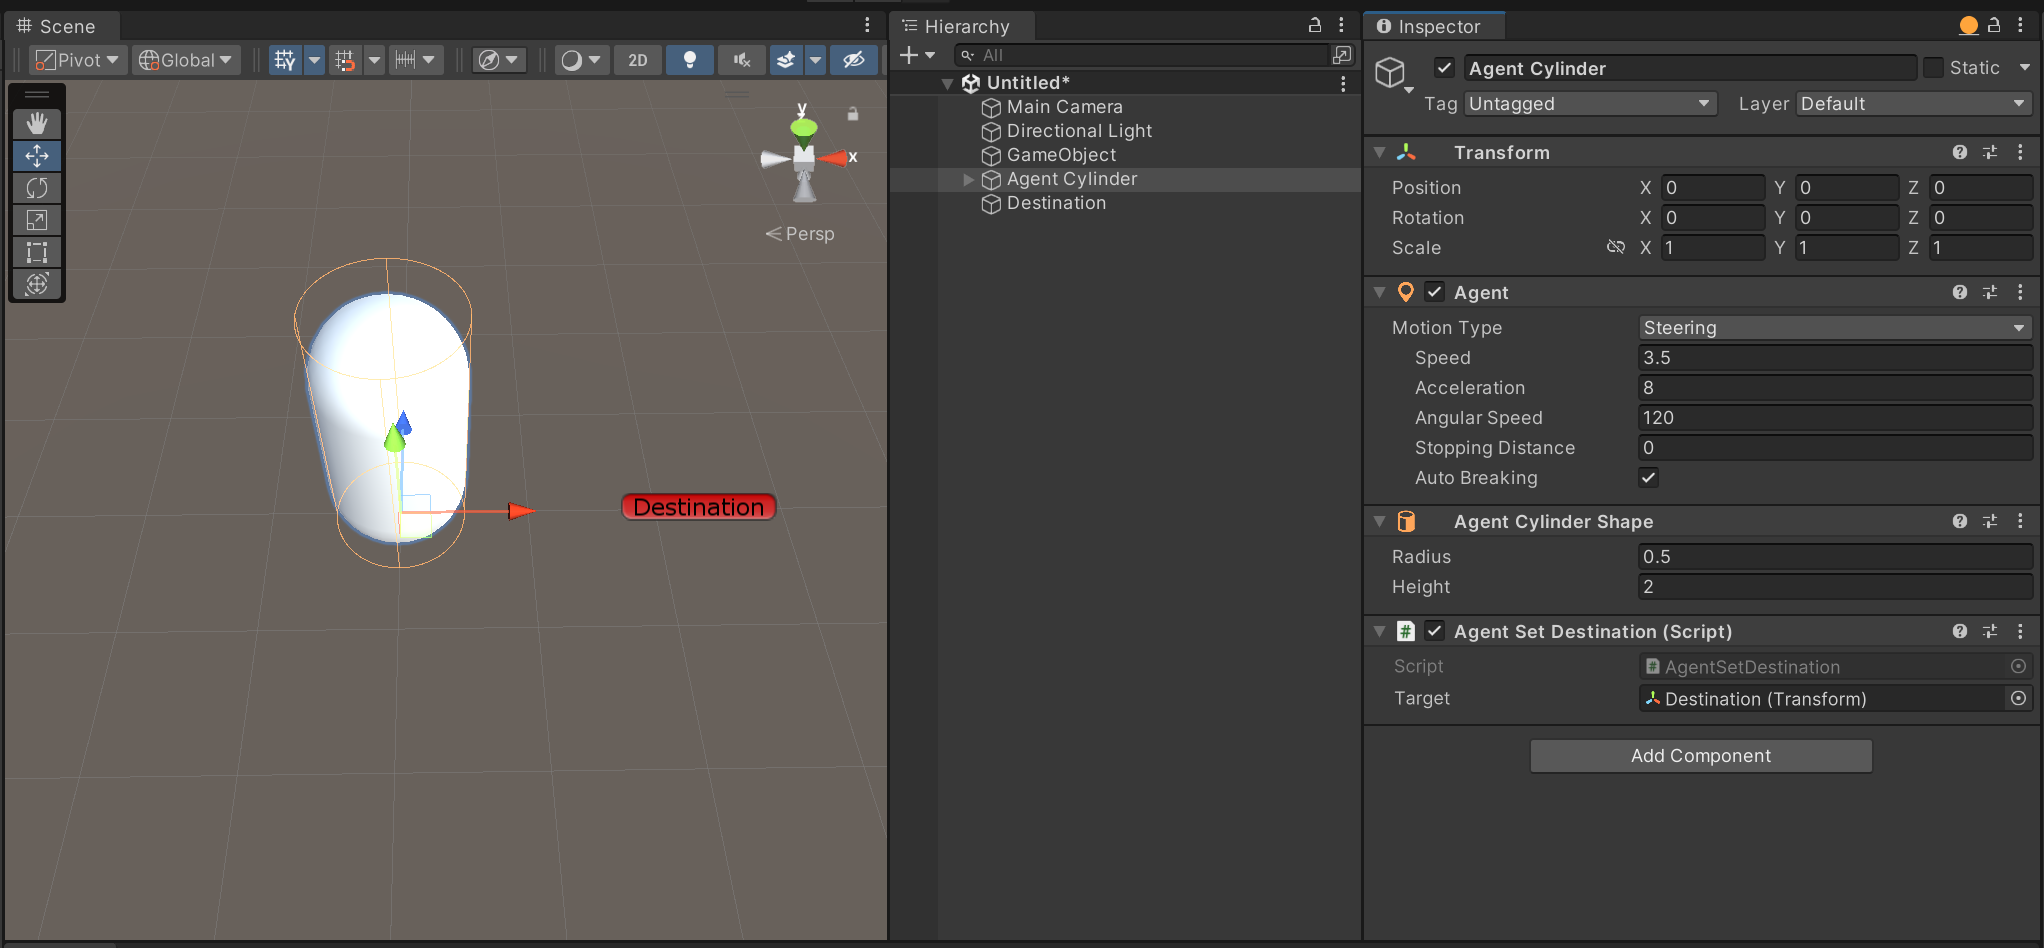 Scene
Pivot
Global
2D
y
x
Persp
Destination
Hierarchy
All
Untitled*
Main Camera
Directional Light
GameObject
Agent Cylinder
Destination
Inspector
Agent Cylinder
Static
Tag Untagged Layer Default
Transform
Position X 0 Y 0 Z 0
Rotation X 0 Y 0 Z 0
Scale X 1 Y 1 Z 1
Agent
Motion Type Steering
Speed 3.5
Acceleration 8
Angular Speed 120
Stopping Distance 0
Auto Breaking
Agent Cylinder Shape
Radius 0.5
Height 2
# Agent Set Destination (Script)
Script # AgentSetDestination
Target Destination (Transform)
Add Component